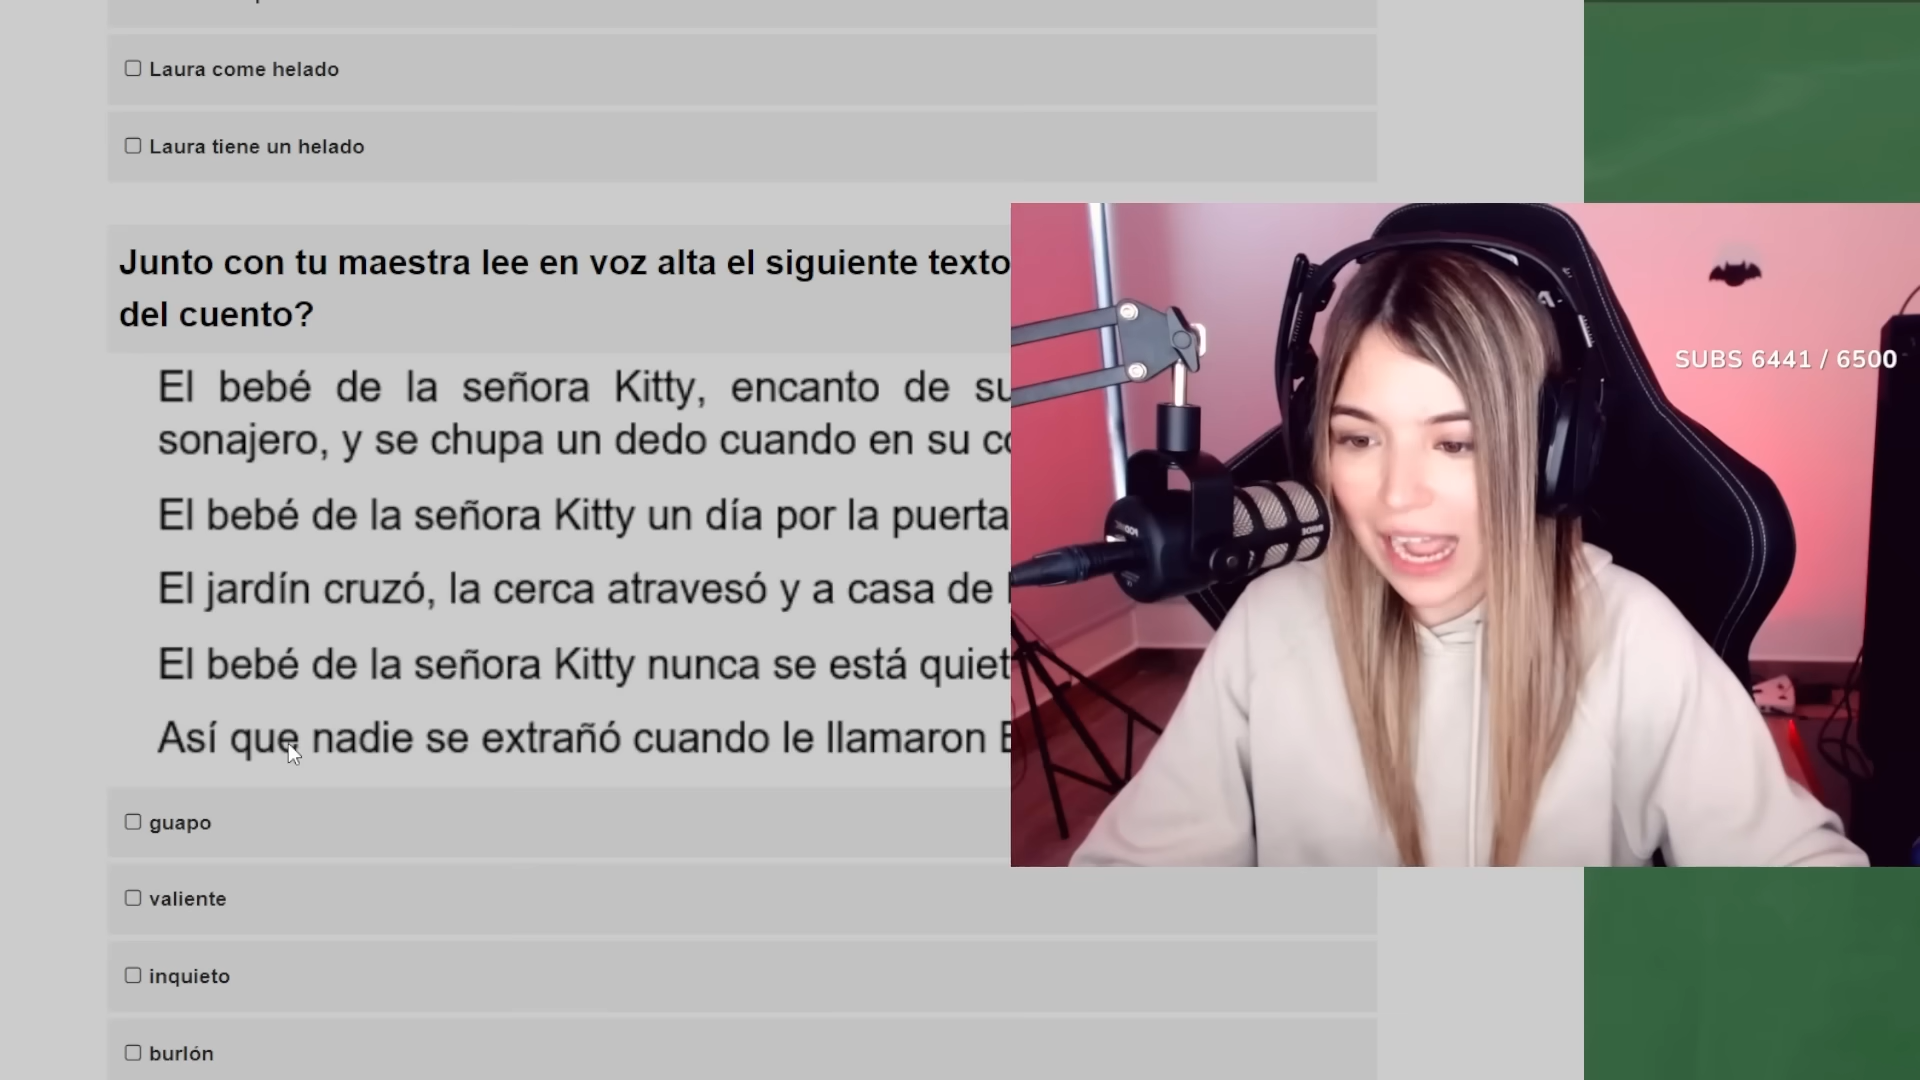 Laura come helado
Laura tiene un helado
Junto con tu maestra lee en voz alta el siguiente texto
del cuento?
El bebé de la señora Kitty, encanto de
sonajero, y se chupa un dedo cuando en su
El bebé de la señora Kitty un día por la puerta
El jardín cruzó, la cerca atravesó y a casa de
El bebé de la señora Kitty nunca se está
Así que nadie se extrañó cuando le llamaron
SUBS 6441 / 6500
guapo
valiente
inquieto
burlón